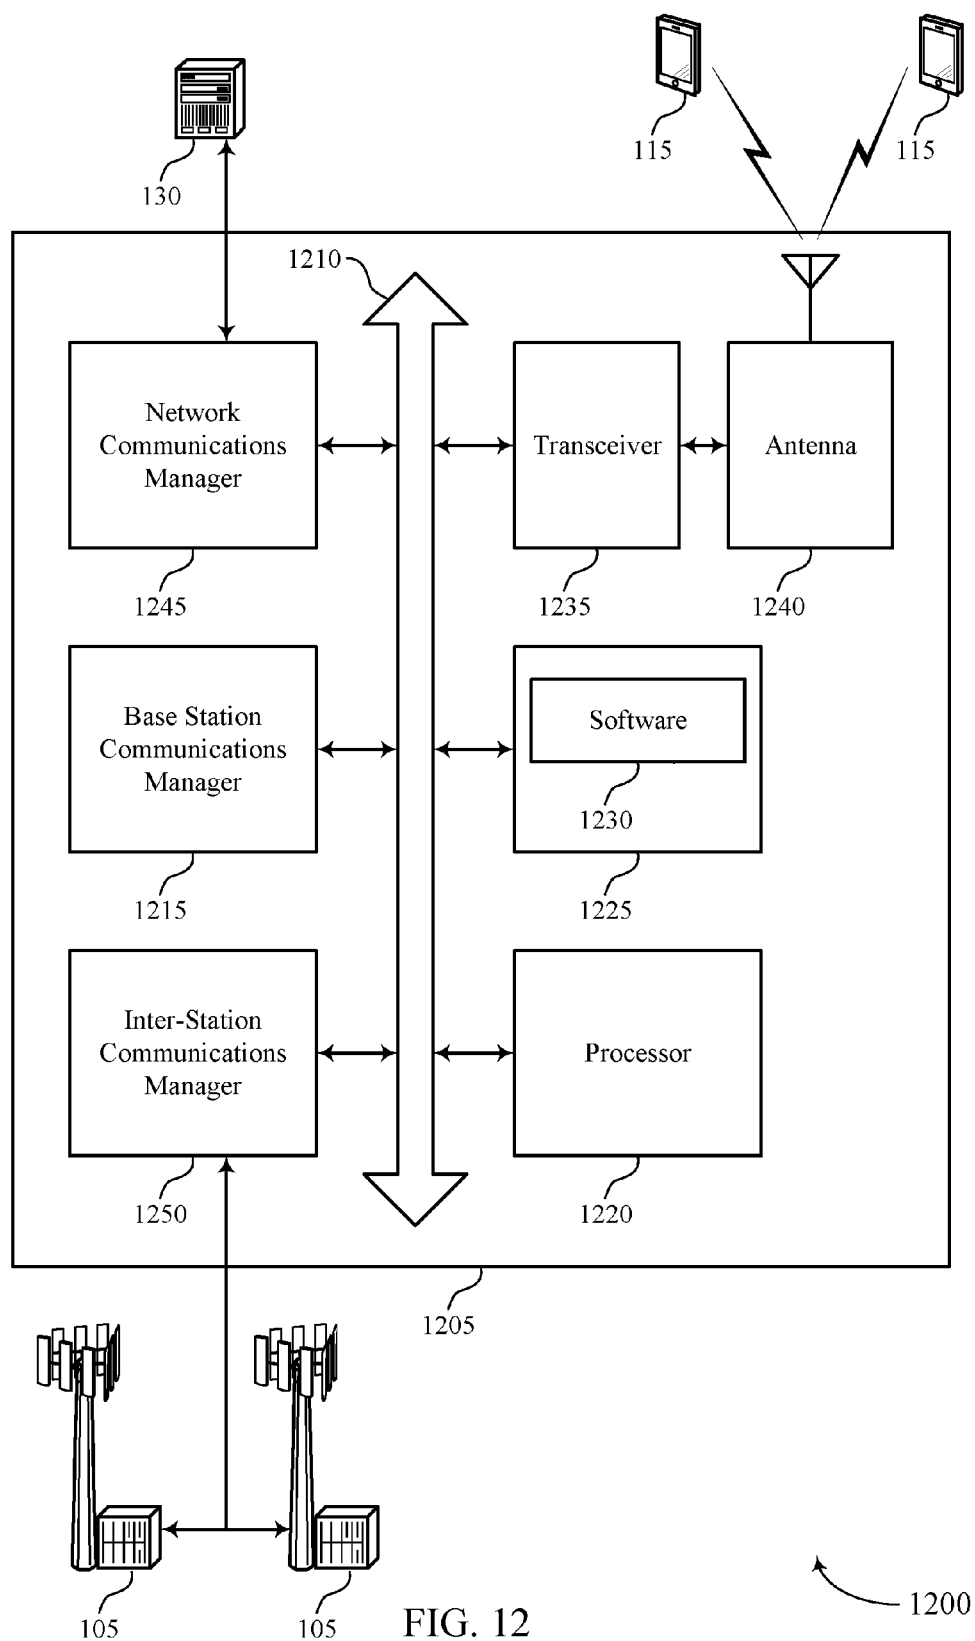 130
115
115
1210
Network
Communications
Manager
Transceiver
Antenna
1245
1235
1240
Base Station
Communications
Manager
Software
1230
1215
1225
Inter-Station
Communications
Manager
Processor
1250
1220
1205
105
105
FIG. 12
1200